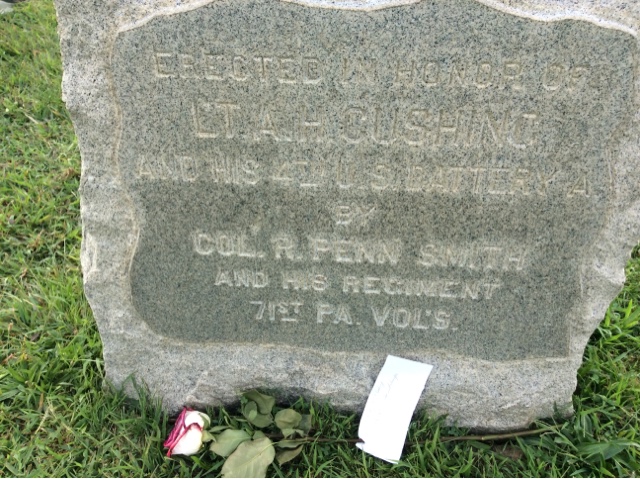 ERECTED IN HONOR OF
LT. A. H. CUSHING
AND HIS 4TH U.S. BATTERY A
BY
COL. R. PENN SMITH
AND HIS REGIMENT
71ST PA. VOL'S.